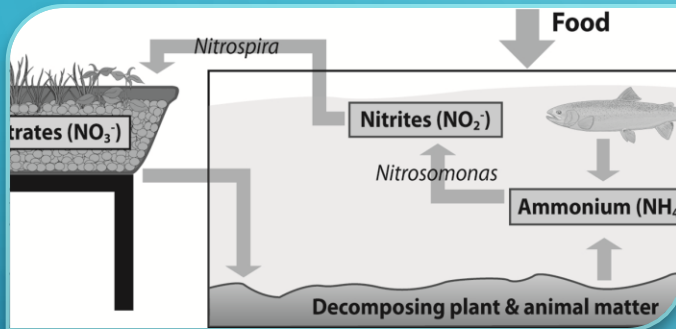 Food
Nitrospira
Nitrites (NO₂⁻)
trates (NO₃⁻)
Nitrosomonas
Ammonium (NH₄
Decomposing plant & animal matter